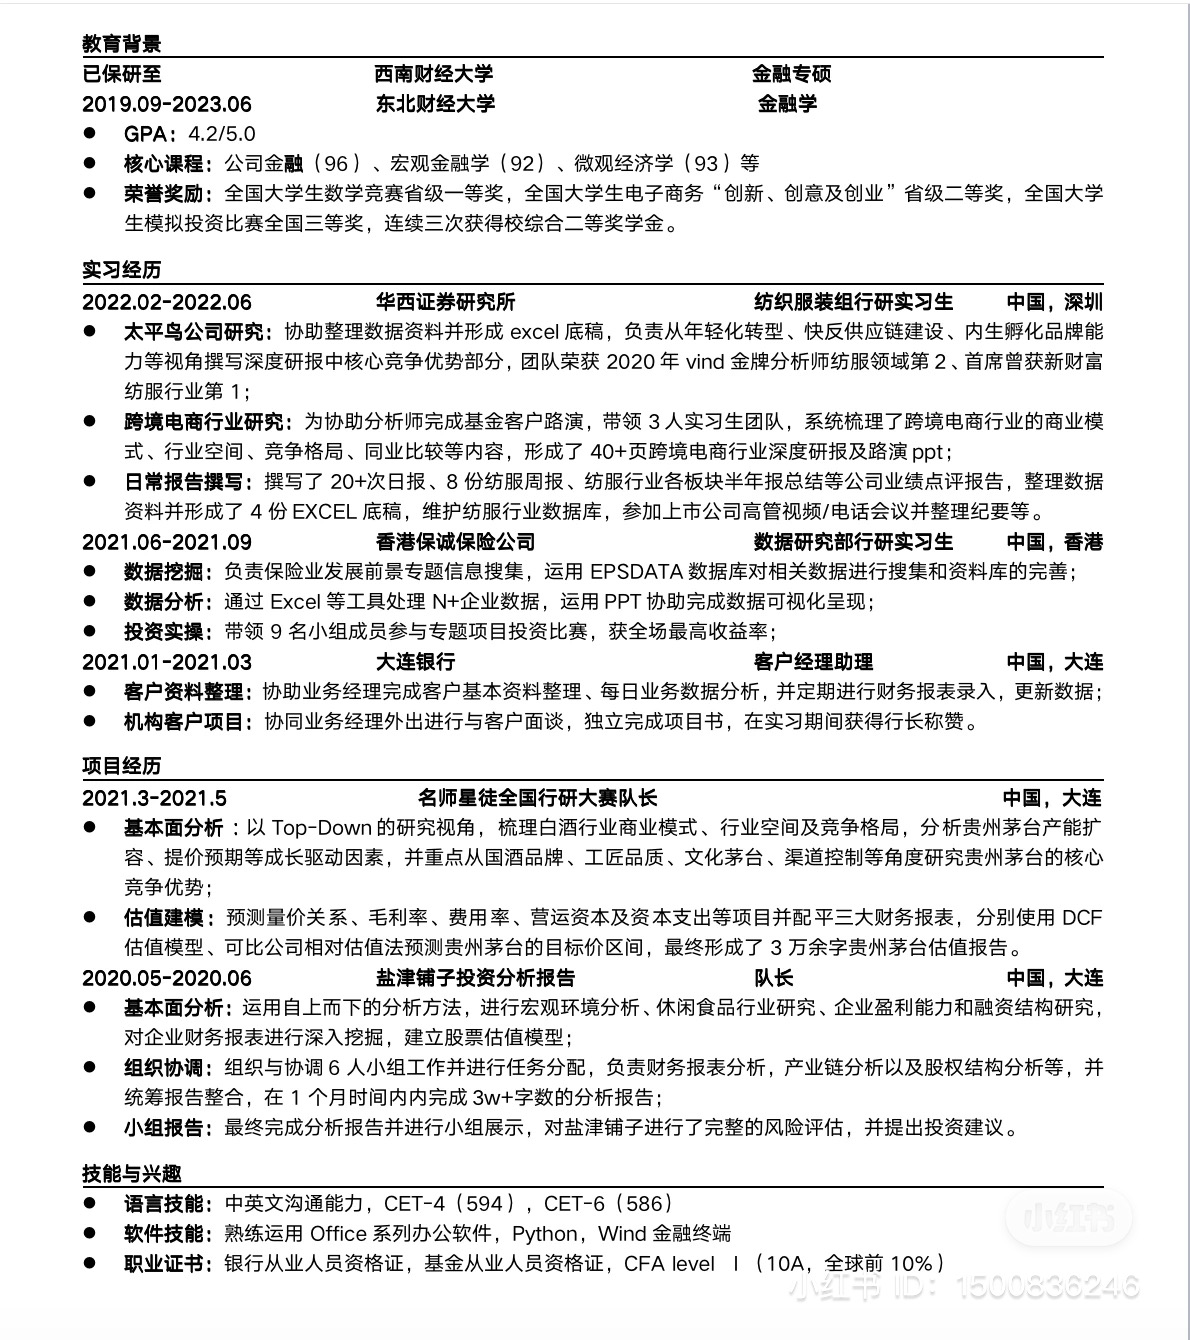 教育背景
已保研至 西南财经大学 金融专硕
2019.09-2023.06 东北财经大学 金融学
● GPA：4.2/5.0
● 核心课程：公司金融（96）、宏观金融学（92）、微观经济学（93）等
● 荣誉奖励：全国大学生数学竞赛省级一等奖，全国大学生电子商务“创新、创意及创业”省级二等奖，全国大学
生模拟投资比赛全国三等奖，连续三次获得校综合二等奖学金。
实习经历
2022.02-2022.06 华西证券研究所 纺织服装组行研实习生 中国，深圳
● 太平鸟公司研究：协助整理数据资料并形成 excel 底稿，负责从年轻化转型、快反供应链建设、内生孵化品牌能
力等视角撰写深度研报中核心竞争优势部分，团队荣获 2020 年 vind 金牌分析师纺服领域第 2、首席曾获新财富
纺服行业第 1；
● 跨境电商行业研究：为协助分析师完成基金客户路演，带领 3 人实习生团队，系统梳理了跨境电商行业的商业模
式、行业空间、竞争格局、同业比较等内容，形成了 40+页跨境电商行业深度研报及路演 ppt；
● 日常报告撰写：撰写了 20+次日报、8 份纺服周报、纺服行业各板块半年报总结等公司业绩点评报告，整理数据
资料并形成了 4 份 EXCEL 底稿，维护纺服行业数据库，参加上市公司高管视频/电话会议并整理纪要等。
2021.06-2021.09 香港保诚保险公司 数据研究部行研实习生 中国，香港
● 数据挖掘：负责保险业发展前景专题信息搜集，运用 EPSDATA 数据库对相关数据进行搜集和资料库的完善；
● 数据分析：通过 Excel 等工具处理 N+企业数据，运用 PPT 协助完成数据可视化呈现；
● 投资实操：带领 9 名小组成员参与专题项目投资比赛，获全场最高收益率；
2021.01-2021.03 大连银行 客户经理助理 中国，大连
● 客户资料整理：协助业务经理完成客户基本资料整理、每日业务数据分析，并定期进行财务报表录入，更新数据；
● 机构客户项目：协同业务经理外出进行与客户面谈，独立完成项目书，在实习期间获得行长称赞。
项目经历
2021.3-2021.5 名师星徒全国行研大赛队长 中国，大连
● 基本面分析：以 Top-Down 的研究视角，梳理白酒行业商业模式、行业空间及竞争格局，分析贵州茅台产能扩
容、提价预期等成长驱动因素，并重点从国酒品牌、工匠品质、文化茅台、渠道控制等角度研究贵州茅台的核心
竞争优势；
● 估值建模：预测量价关系、毛利率、费用率、营运资本及资本支出等项目并配平三大财务报表，分别使用 DCF
估值模型、可比公司相对估值法预测贵州茅台的目标价区间，最终形成了 3 万余字贵州茅台估值报告。
2020.05-2020.06 盐津铺子投资分析报告 队长 中国，大连
● 基本面分析：运用自上而下的分析方法，进行宏观环境分析、休闲食品行业研究、企业盈利能力和融资结构研究，
对企业财务报表进行深入挖掘，建立股票估值模型；
● 组织协调：组织与协调 6 人小组工作并进行任务分配，负责财务报表分析，产业链分析以及股权结构分析等，并
统筹报告整合，在 1 个月时间内内完成 3w+字数的分析报告；
● 小组报告：最终完成分析报告并进行小组展示，对盐津铺子进行了完整的风险评估，并提出投资建议。
技能与兴趣
● 语言技能：中英文沟通能力，CET-4（594），CET-6（586）
● 软件技能：熟练运用 Office 系列办公软件，Python，Wind 金融终端
● 职业证书：银行从业人员资格证，基金从业人员资格证，CFA level Ⅰ（10A，全球前 10%）
小红书
小红书 ID：1500836246